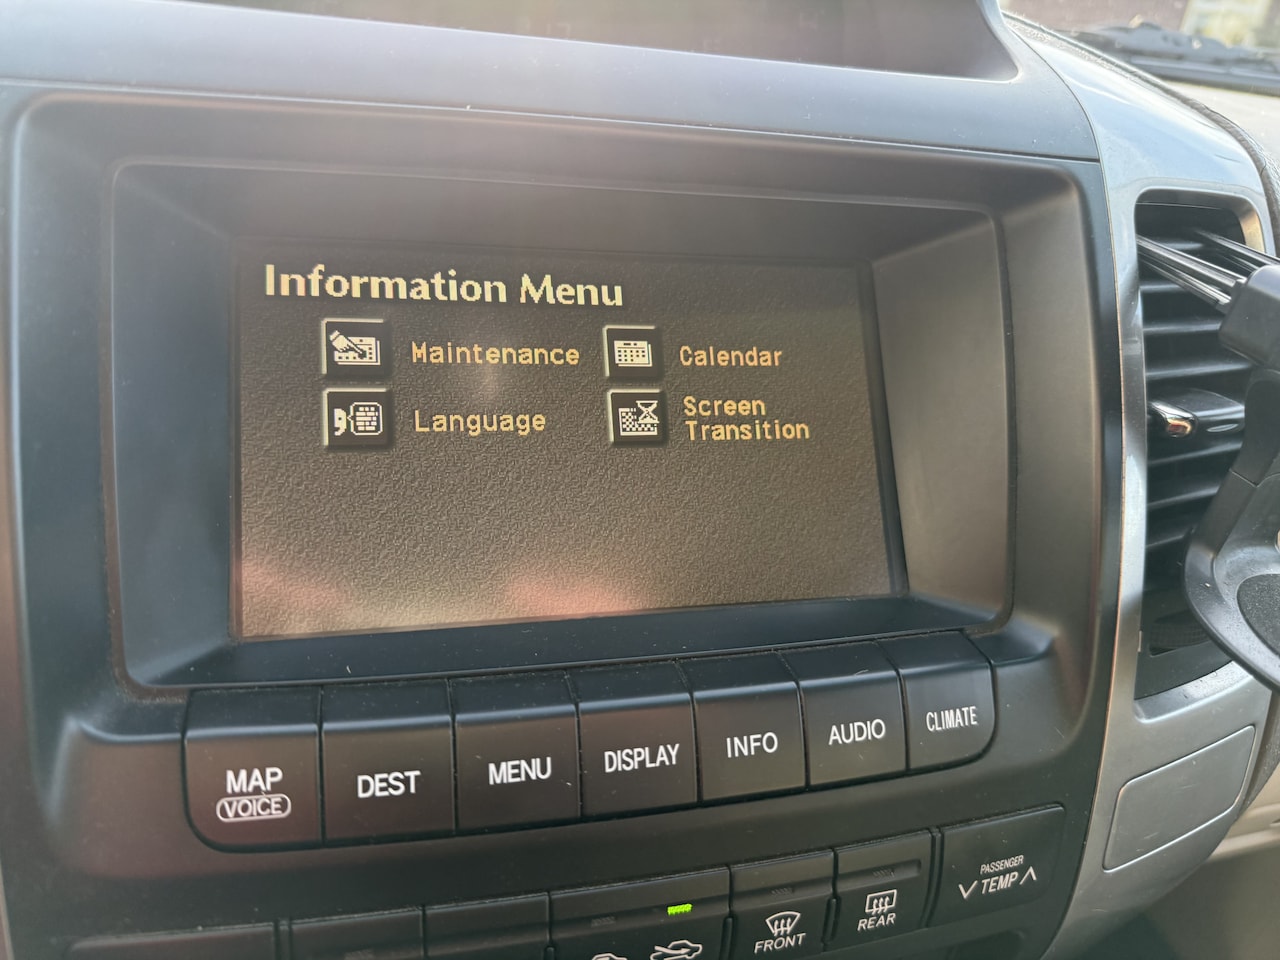 Information Menu
Maintenance
Calendar
Language
Screen
Transition
MAP
VOICE
DEST
MENU
DISPLAY
INFO
AUDIO
CLIMATE
FRONT
REAR
PASSENGER
TEMP